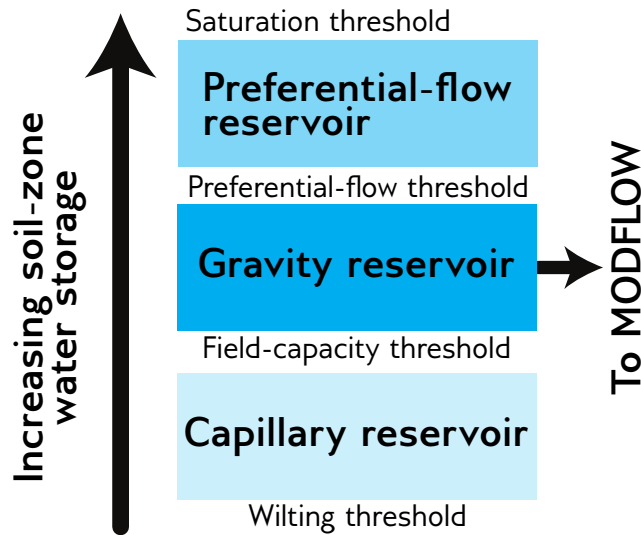 Saturation threshold
Preferential-flow
reservoir
Preferential-flow threshold
Gravity reservoir
Field-capacity threshold
Capillary reservoir
Wilting threshold
Increasing soil-zone
water storage
To MODFLOW